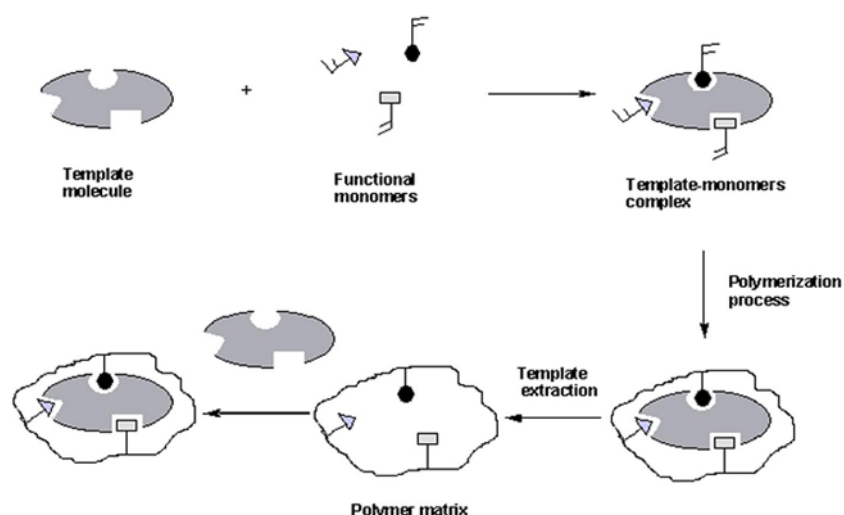 +
Template
molecule
Functional
monomers
Template-monomers
complex
Polymerization
process
Template
extraction
Polymer matrix